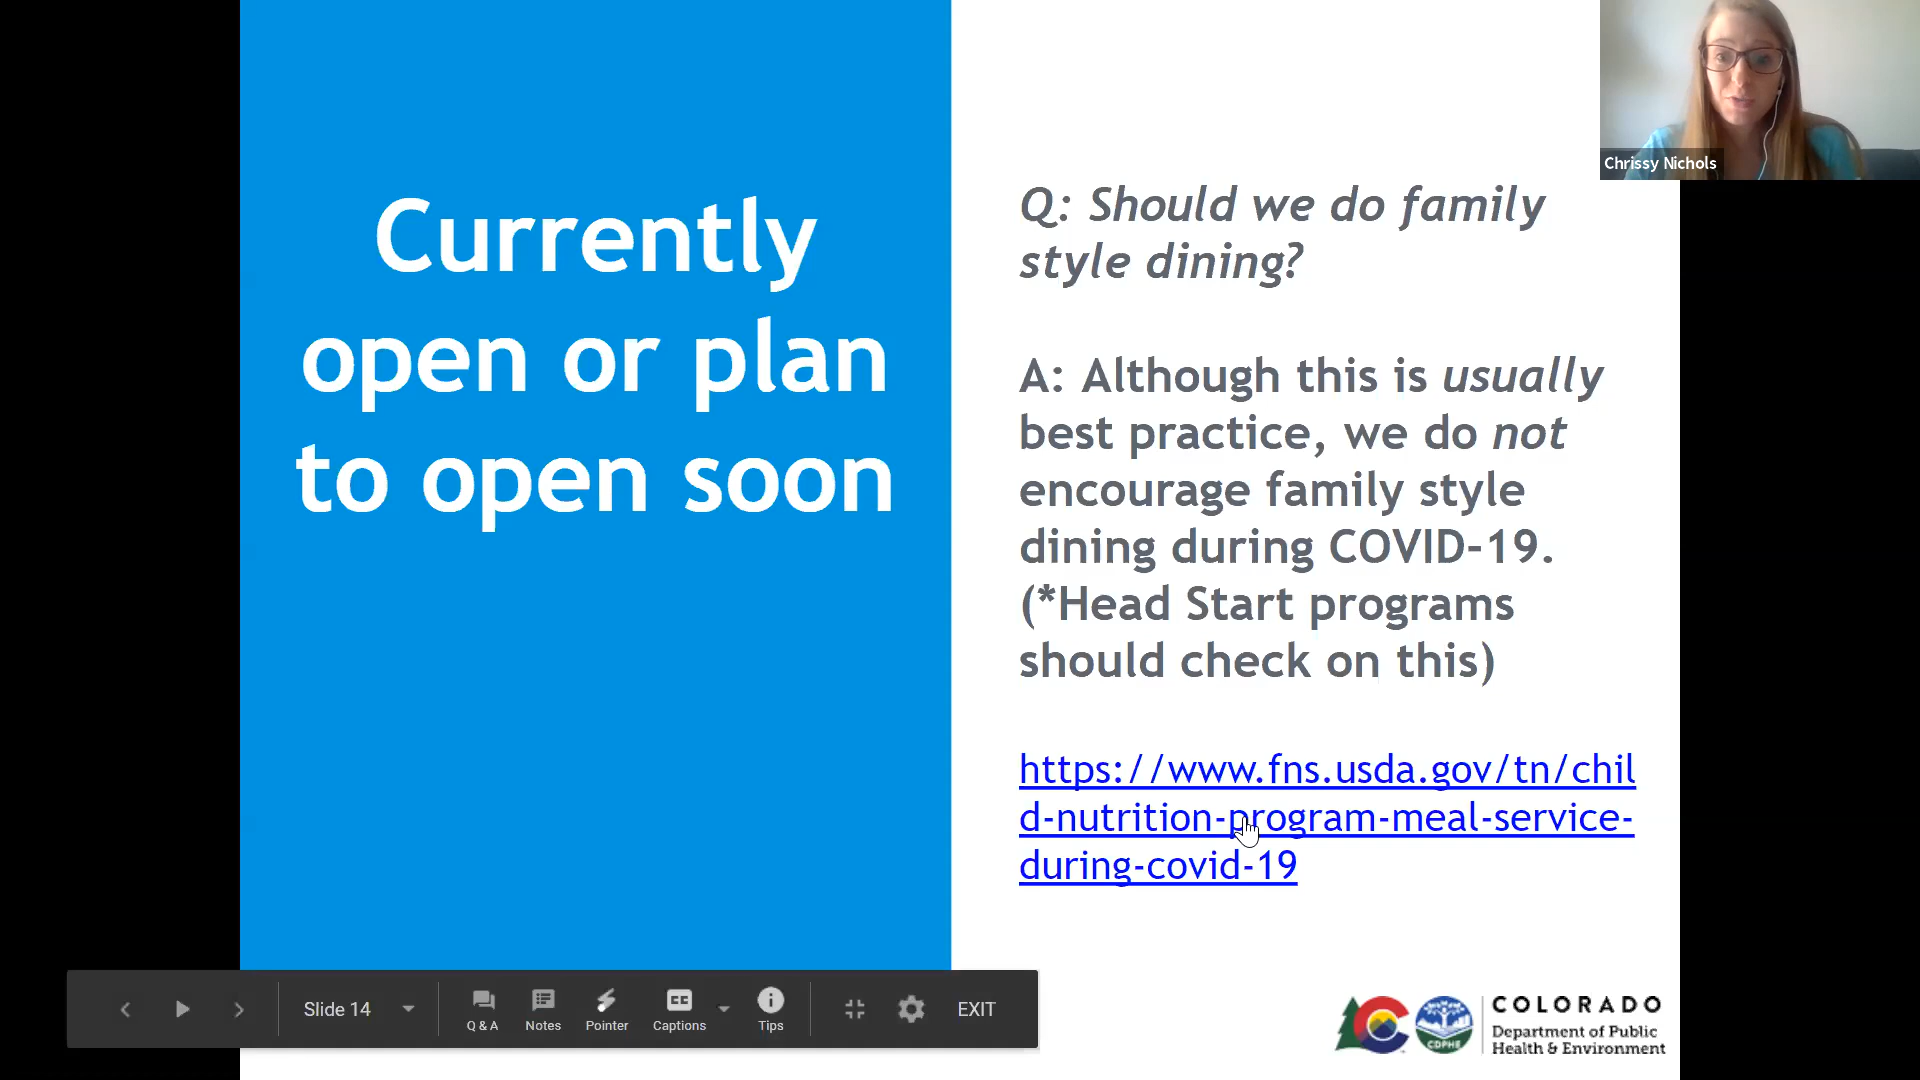 Currently
open or plan
to open soon
Chrissy Nichols
Q: Should we do family
style dining?
A: Although this is usually
best practice, we do not
encourage family style
dining during COVID-19.
(*Head Start programs
should check on this)
https://www.fns.usda.gov/tn/chil
d-nutrition-program-meal-service-
during-covid-19
Slide 14
Q & A
Notes
Pointer
CC
Captions
Tips
EXIT
CDPHE
COLORADO
Department of Public
Health & Environment